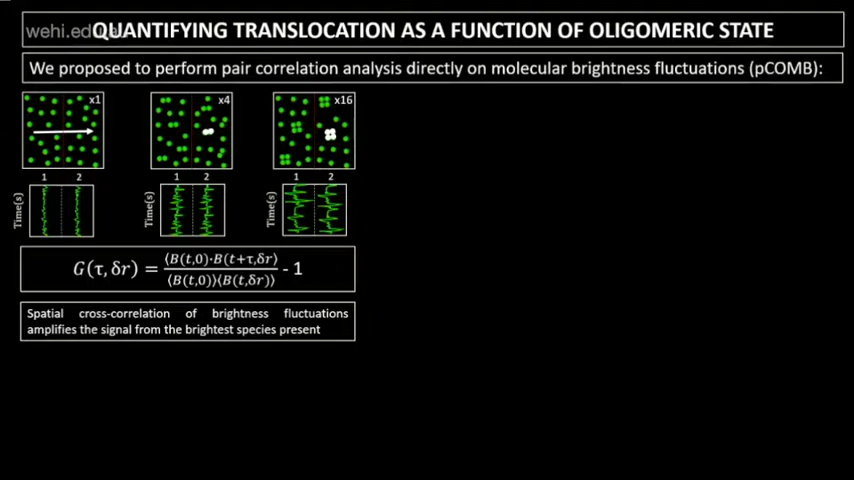 wehi.edu.au
QUANTIFYING TRANSLOCATION AS A FUNCTION OF OLIGOMERIC STATE
We proposed to perform pair correlation analysis directly on molecular brightness fluctuations (pCOMB):
x1 x4 x16
1 2 1 2 1 2
Time(s) Time(s) Time(s)
G(τ,δr) = ⟨B(t,0)·B(t+τ,δr)⟩ / ⟨B(t,0)⟩⟨B(t,δr)⟩ - 1
Spatial cross-correlation of brightness fluctuations
amplifies the signal from the brightest species present